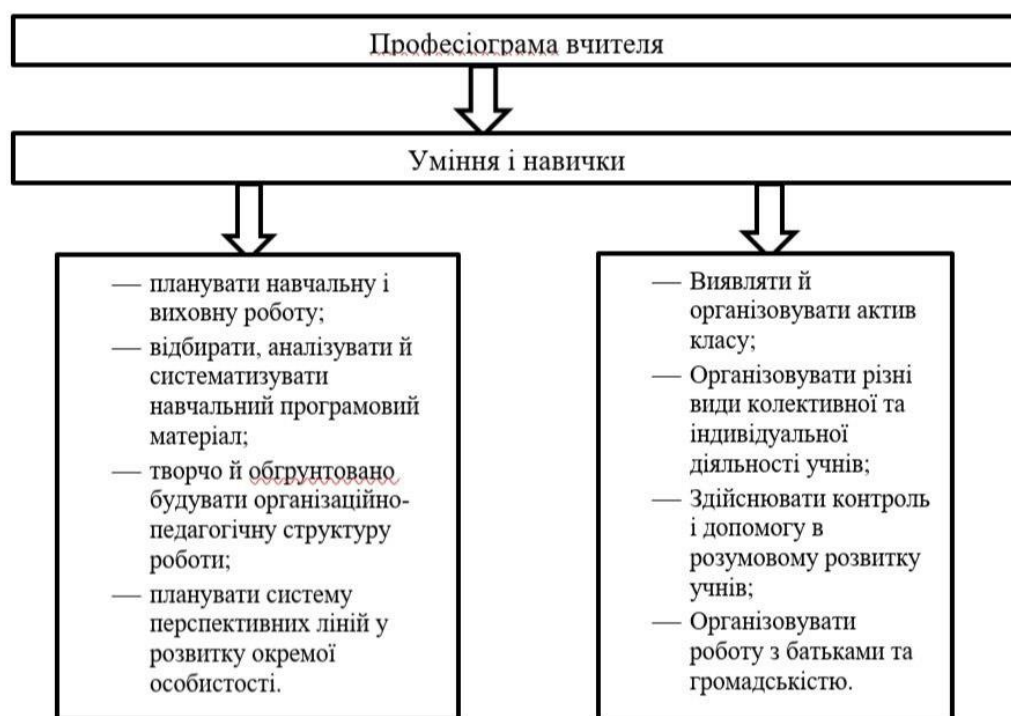 Професіограма вчителя
Уміння і навички
— планувати навчальну і
виховну роботу;
— відбирати, аналізувати й
систематизувати
навчальний програмовий
матеріал;
— творчо й обгрунтовано
будувати організаційно-
педагогічну структуру
роботи;
— планувати систему
перспективних ліній у
розвитку окремої
особистості.
— Виявляти й
організовувати актив
класу;
— Організовувати різні
види колективної та
індивідуальної
діяльності учнів;
— Здійснювати контроль
і допомогу в
розумовому розвитку
учнів;
— Організовувати
роботу з батьками та
громадськістю.